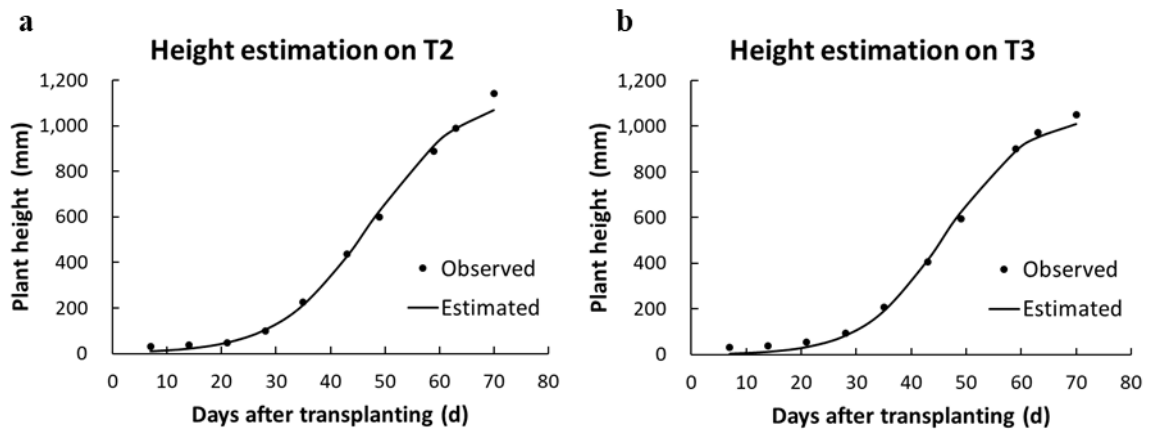 a
Height estimation on T2
1,200
1,000
800
600
400
200
0
Plant height (mm)
Observed
Estimated
0 10 20 30 40 50 60 70 80
Days after transplanting (d)
b
Height estimation on T3
1,200
1,000
800
600
400
200
0
Plant height (mm)
Observed
Estimated
0 10 20 30 40 50 60 70 80
Days after transplanting (d)